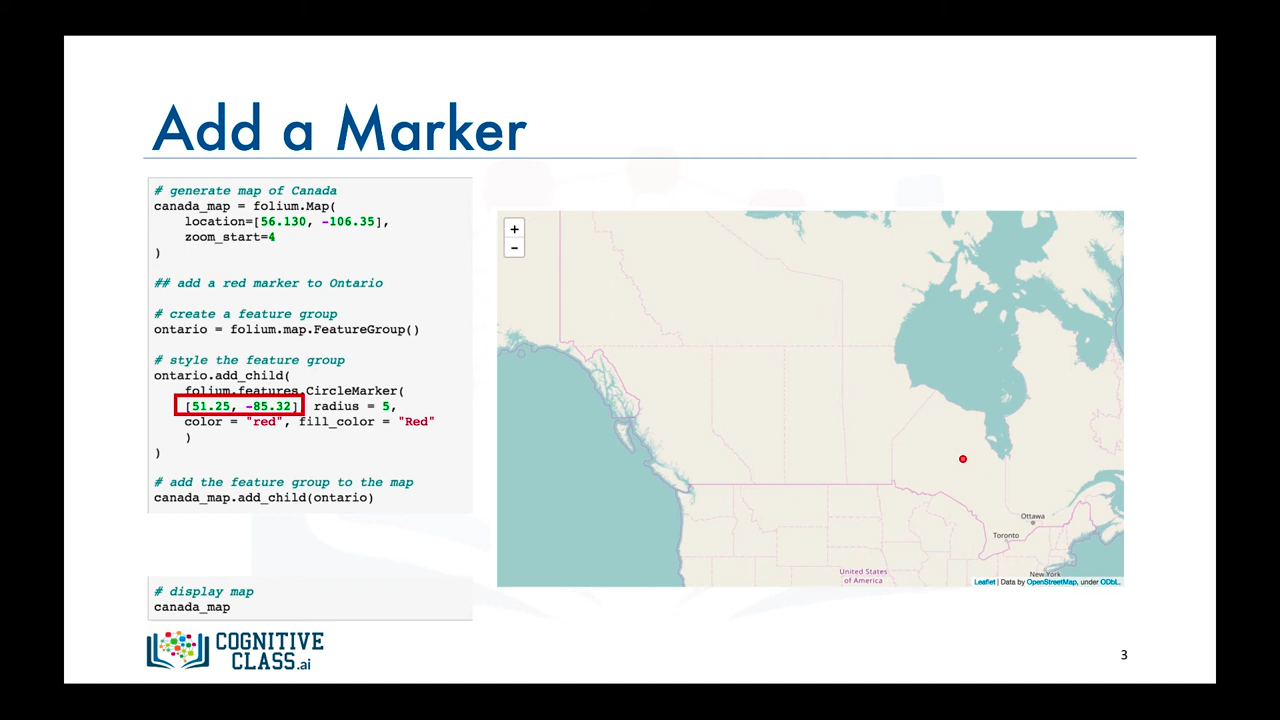 Add a Marker
# generate map of Canada
canada_map = folium.Map(
location=[56.130, -106.35],
zoom_start=4
)
## add a red marker to Ontario
# create a feature group
ontario = folium.map.FeatureGroup()
# style the feature group
ontario.add_child(
folium.features.CircleMarker(
[51.25, -85.32] radius = 5,
color = "red", fill_color = "Red"
)
)
# add the feature group to the map
canada_map.add_child(ontario)
# display map
canada_map
+
−
Ottawa
Toronto
New York
United States
of America
Leaflet | Data by OpenStreetMap, under ODbL.
COGNITIVE
CLASS.ai
3